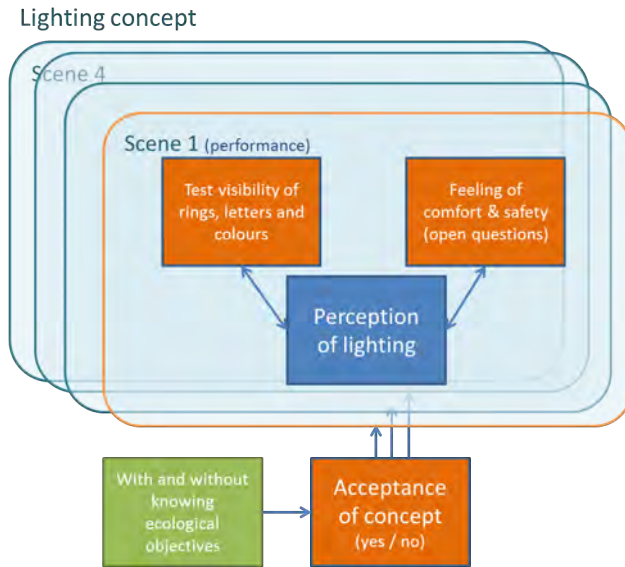 Lighting concept
Scene 4
Scene 1 (performance)
Test visibility of
rings, letters and
colours
Feeling of
comfort & safety
(open questions)
Perception
of lighting
With and without
knowing
ecological
objectives
Acceptance
of concept
(yes / no)